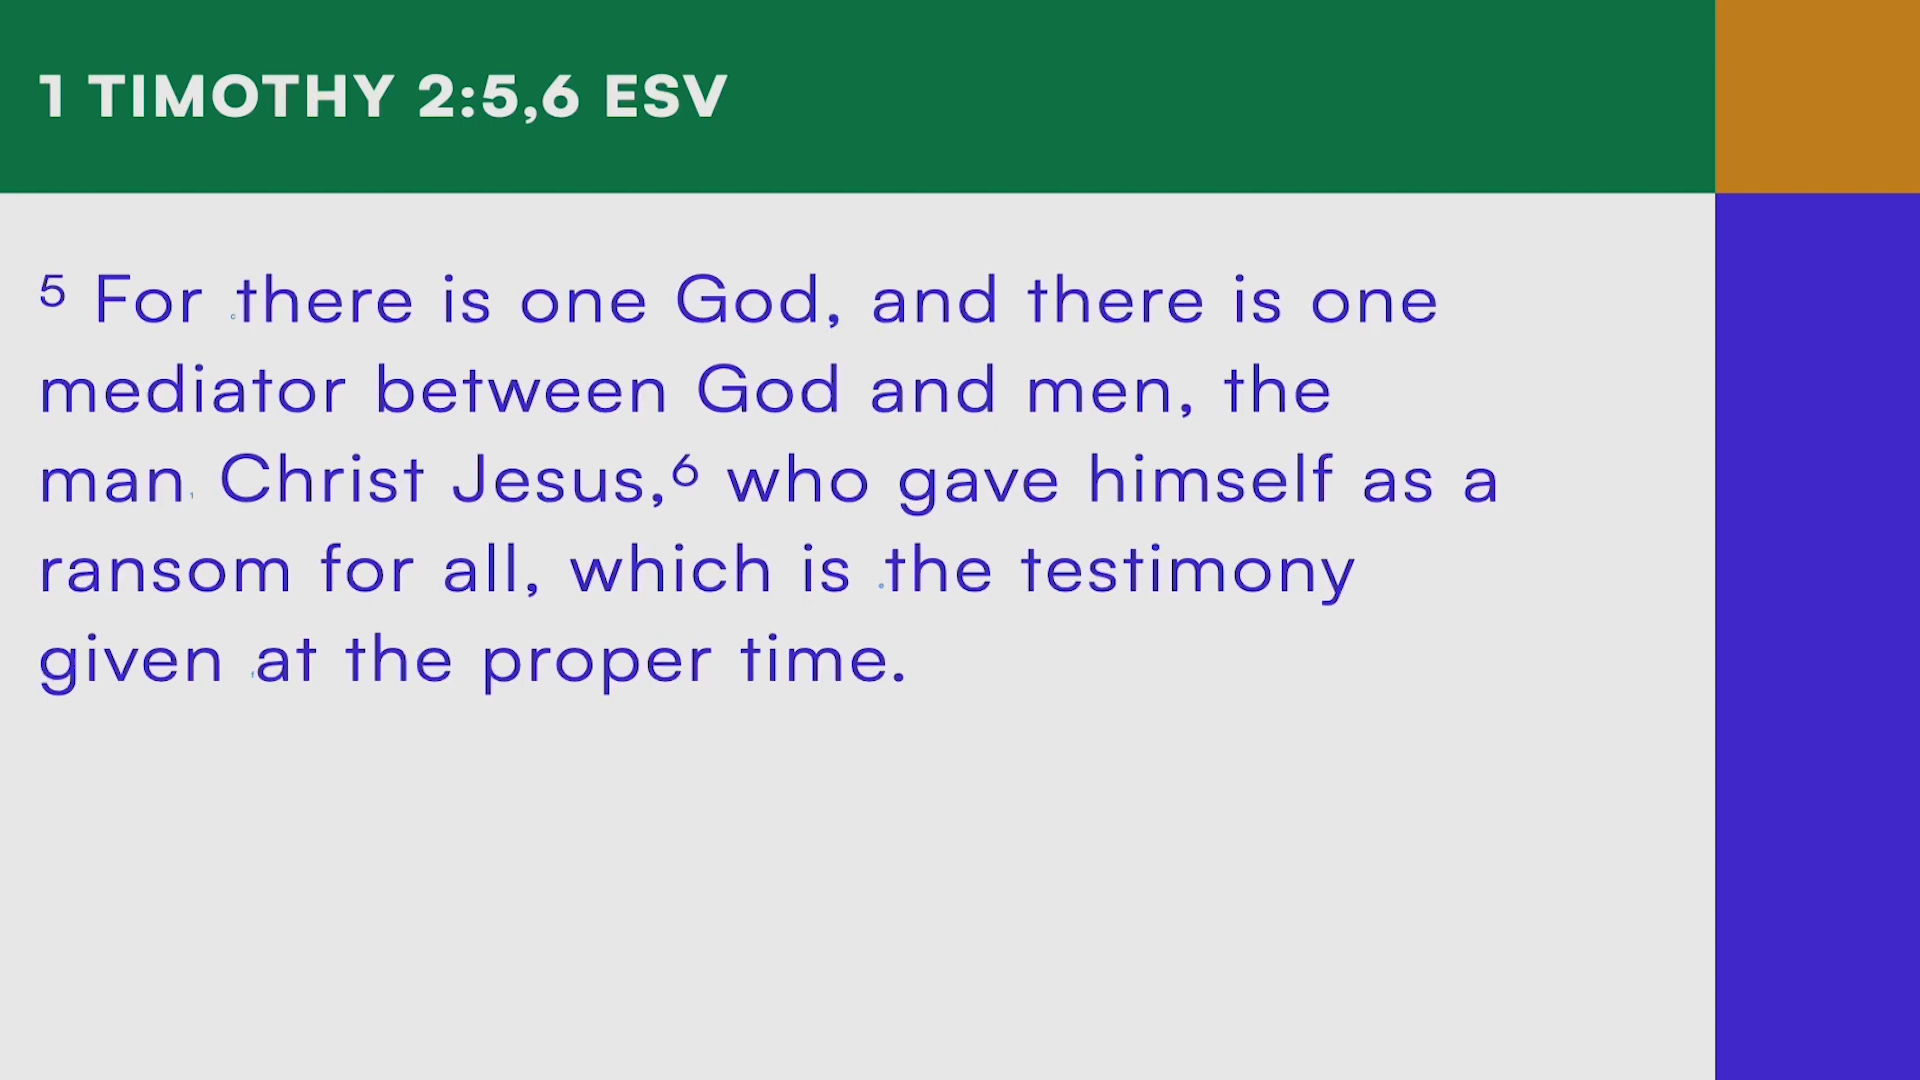 1 TIMOTHY 2:5,6 ESV
⁵ For there is one God, and there is one
mediator between God and men, the
man Christ Jesus,⁶ who gave himself as a
ransom for all, which is the testimony
given at the proper time.